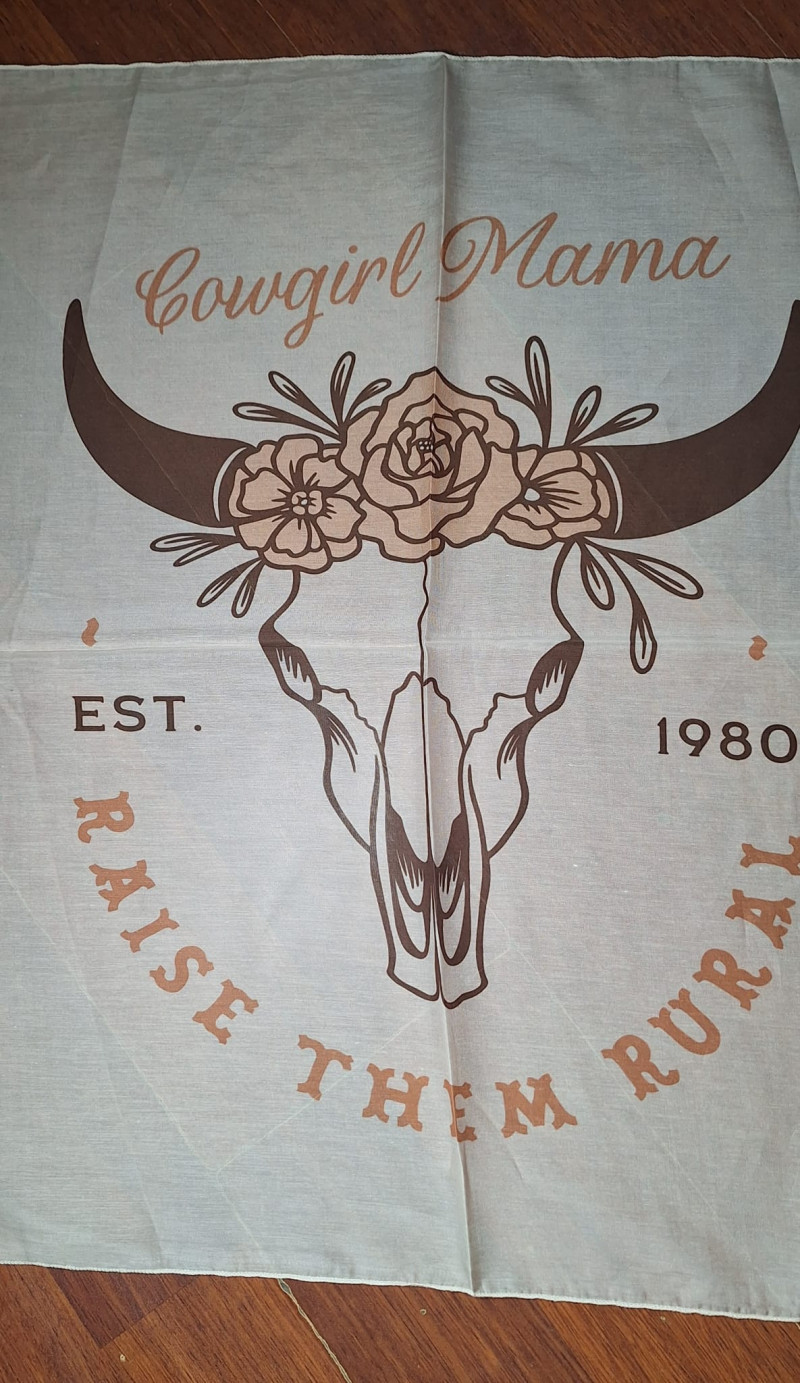 Cowgirl Mama
EST. 1980
RAISE THEM RURAL